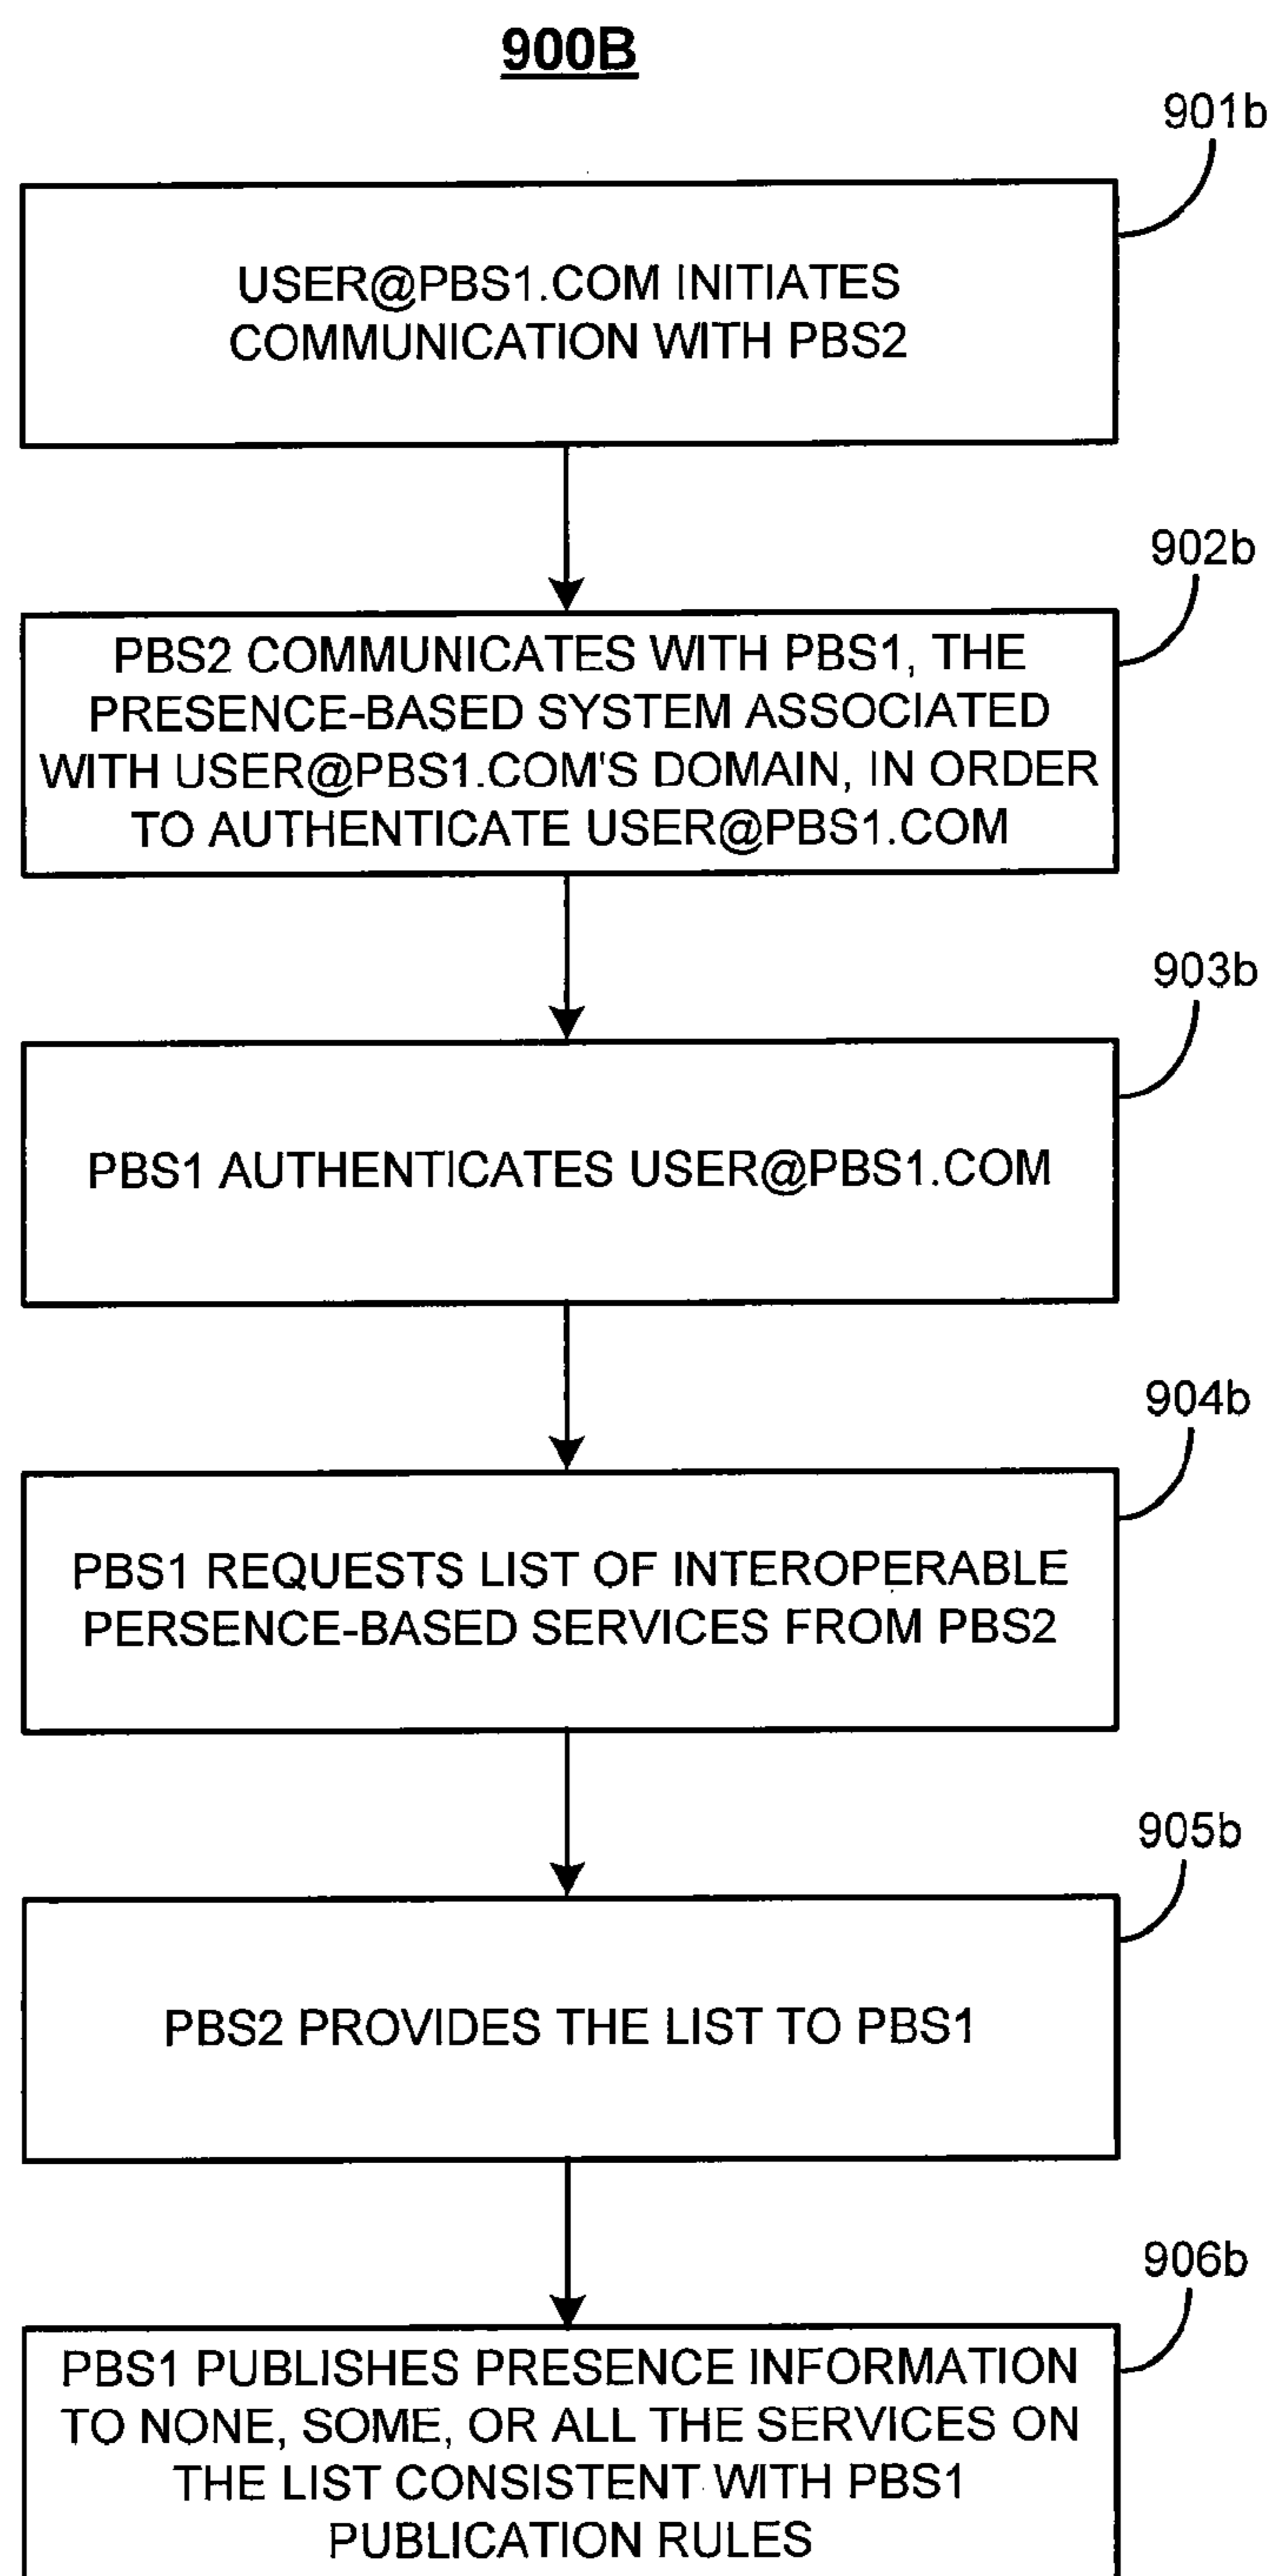 900B
901b
USER@PBS1.COM INITIATES
COMMUNICATION WITH PBS2
902b
PBS2 COMMUNICATES WITH PBS1, THE
PRESENCE-BASED SYSTEM ASSOCIATED
WITH USER@PBS1.COM'S DOMAIN, IN ORDER
TO AUTHENTICATE USER@PBS1.COM
903b
PBS1 AUTHENTICATES USER@PBS1.COM
904b
PBS1 REQUESTS LIST OF INTEROPERABLE
PERSENCE-BASED SERVICES FROM PBS2
905b
PBS2 PROVIDES THE LIST TO PBS1
906b
PBS1 PUBLISHES PRESENCE INFORMATION
TO NONE, SOME, OR ALL THE SERVICES ON
THE LIST CONSISTENT WITH PBS1
PUBLICATION RULES